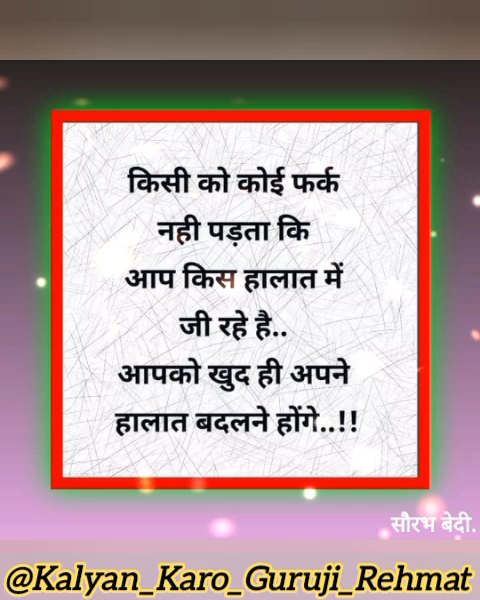 किसी को कोई फर्क
नही पड़ता कि
आप किस हालात में
जी रहे है..
आपको खुद ही अपने
हालात बदलने होंगे..!!
सौरभ बेदी.
@Kalyan_Karo_Guruji_Rehmat